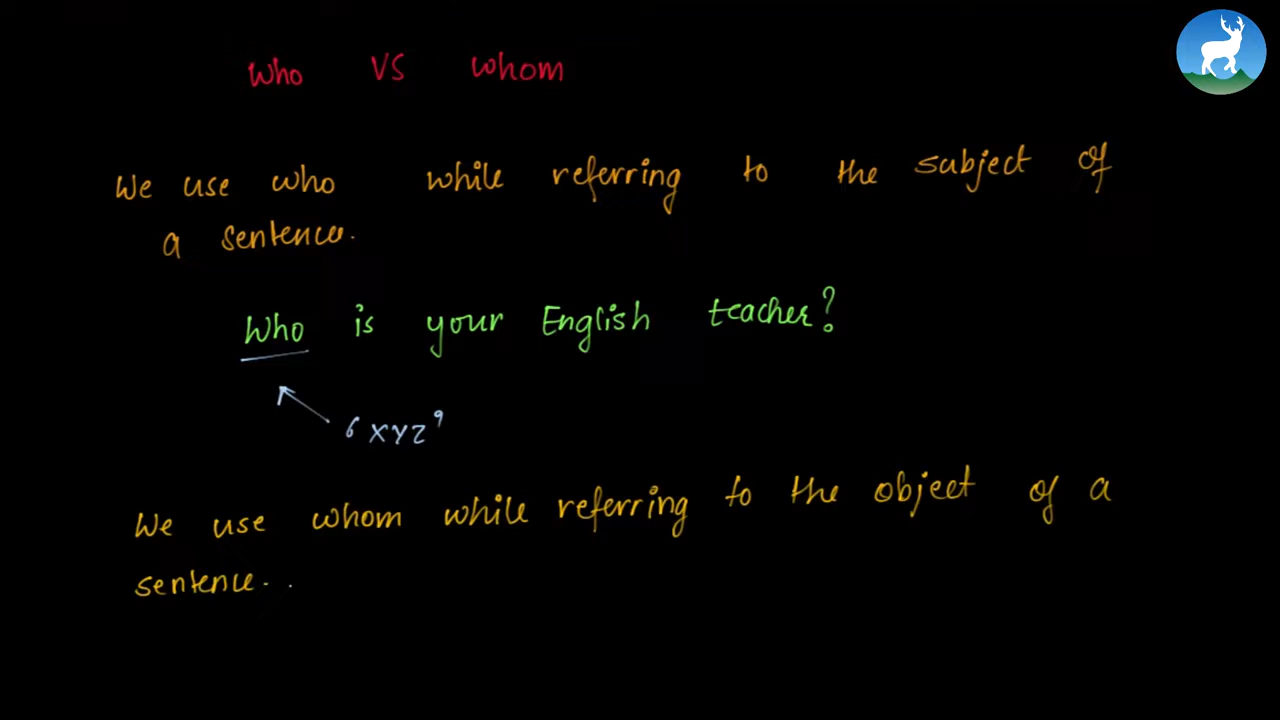 Who VS whom
We use who while referring to the subject of
a sentence.
Who is your English teacher?
'XYZ'
We use whom while referring to the object of a
sentence..